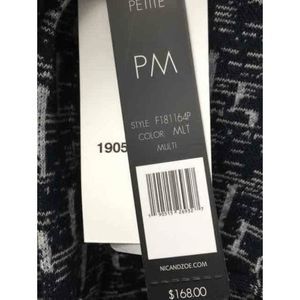 PETITE
PM
STYLE F181164P
COLOR MLT
MULTI
1905
NICANDZOE.COM
$168.00